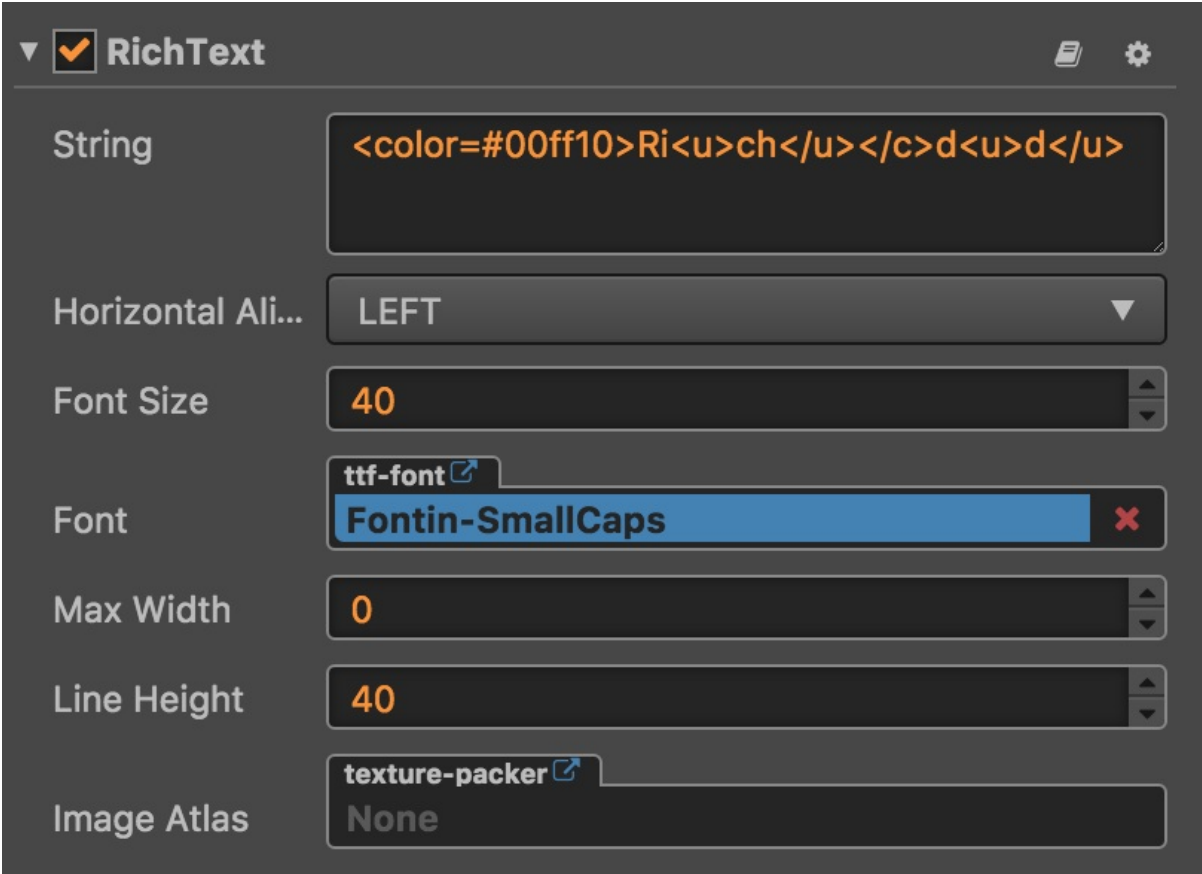 RichText
String
<color=#00ff10>Ri<u>ch</u></c>d<u>d</u>
Horizontal Ali...
LEFT
Font Size
40
ttf-font
Font
Fontin-SmallCaps
Max Width
0
Line Height
40
texture-packer
Image Atlas
None